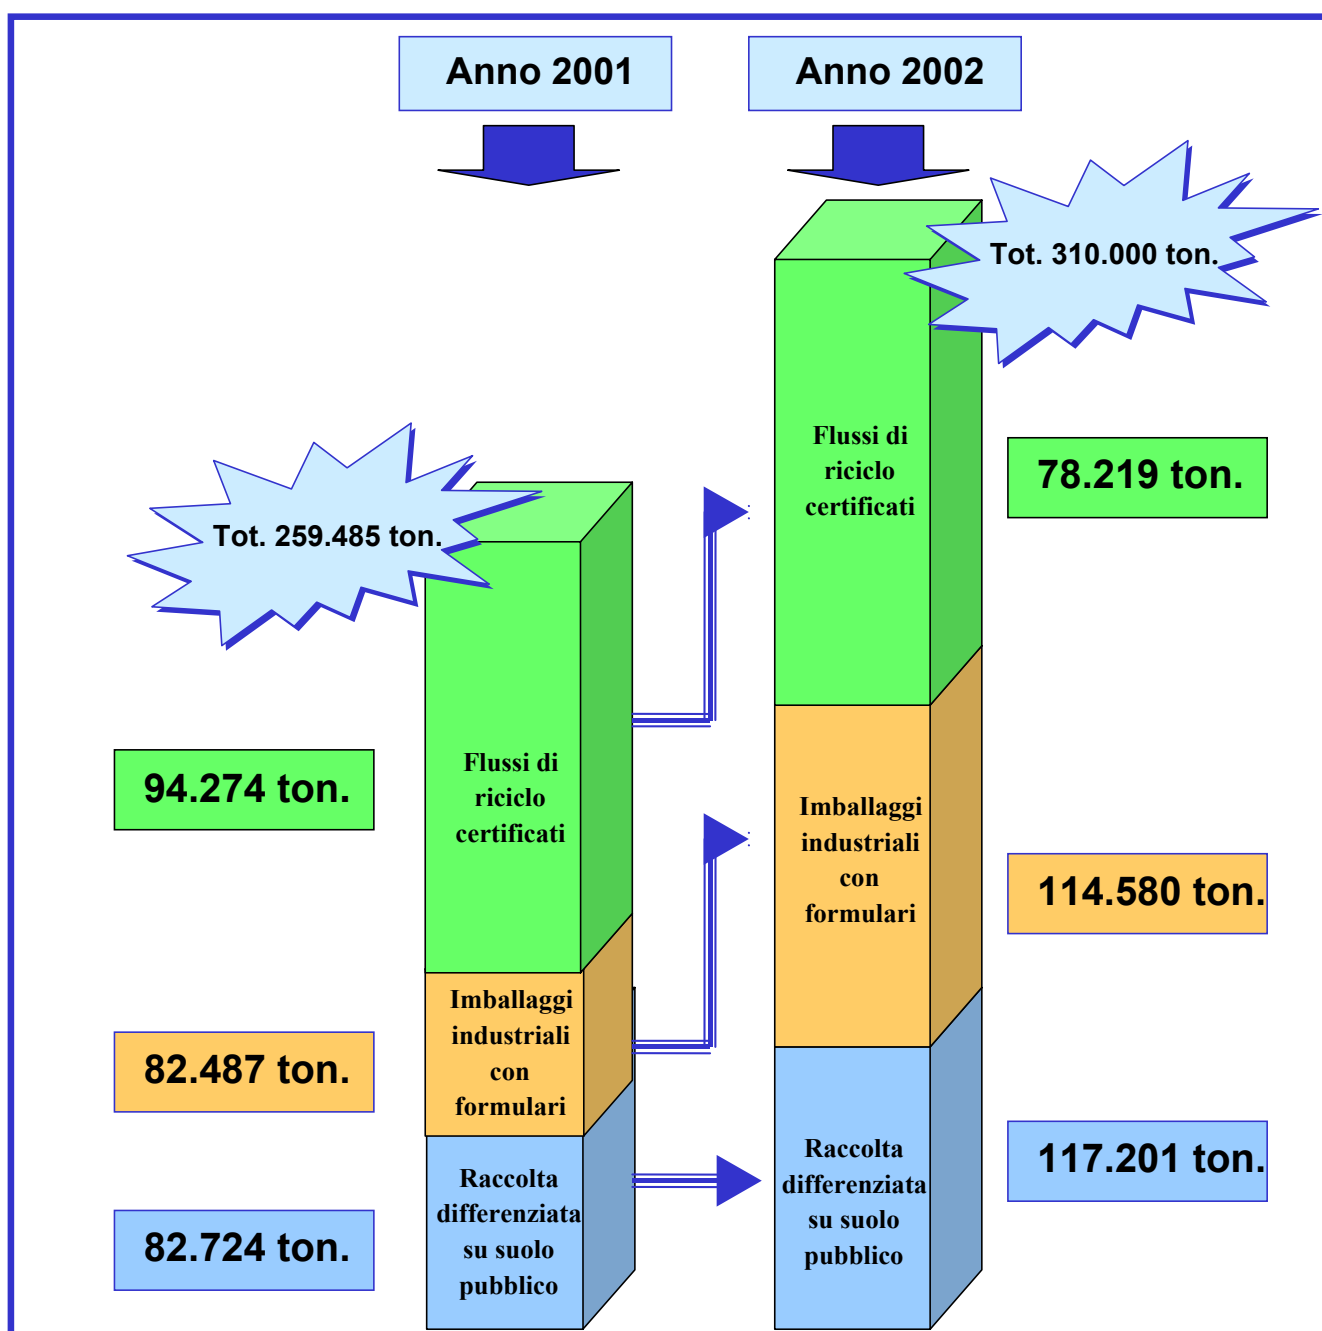 Anno 2001
Anno 2002
Tot. 310.000 ton.
Tot. 259.485 ton.
Flussi di
riciclo
certificati
78.219 ton.
94.274 ton.
Flussi di
riciclo
certificati
Imballaggi
industriali
con
formulari
114.580 ton.
82.487 ton.
Imballaggi
industriali
con
formulari
Raccolta
differenziata
su suolo
pubblico
117.201 ton.
82.724 ton.
Raccolta
differenziata
su suolo
pubblico